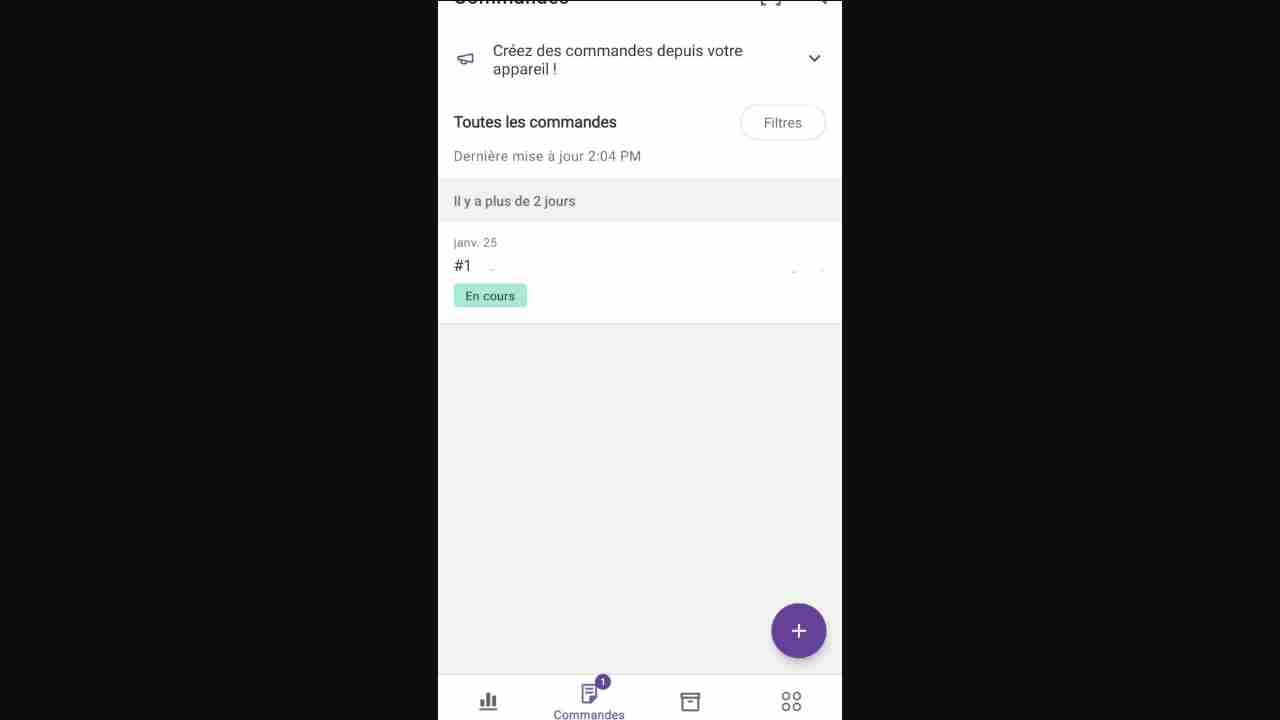 Commandes
Créez des commandes depuis votre
appareil !
Toutes les commandes
Filtres
Dernière mise à jour 2:04 PM
Il y a plus de 2 jours
janv. 25
#1
En cours
1
Commandes